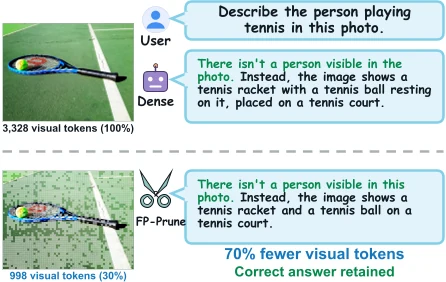 Describe the person playing
tennis in this photo.
User
There isn't a person visible in the
photo. Instead, the image shows a
tennis racket with a tennis ball resting
on it, placed on a tennis court.
Dense
3,328 visual tokens (100%)
There isn't a person visible in this
photo. Instead, the image shows a
tennis racket and a tennis ball on a
tennis court.
FP-Prune
70% fewer visual tokens
998 visual tokens (30%)
Correct answer retained